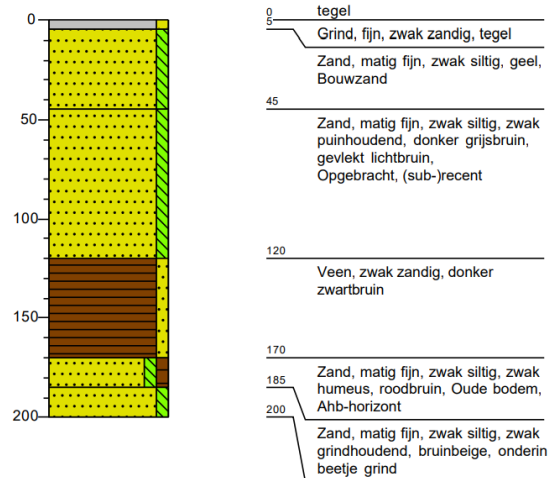 0
50
100
150
200
0
tegel
5
Grind, fijn, zwak zandig, tegel
Zand, matig fijn, zwak siltig, geel,
Bouwzand
45
Zand, matig fijn, zwak siltig, zwak
puinhoudend, donker grijsbruin,
gevlekt lichtbruin,
Opgebracht, (sub-)recent
120
Veen, zwak zandig, donker
zwartbruin
170
Zand, matig fijn, zwak siltig, zwak
humeus, roodbruin, Oude bodem,
Ahb-horizont
185
200
Zand, matig fijn, zwak siltig, zwak
grindhoudend, bruinbeige, onderin
beetje grind